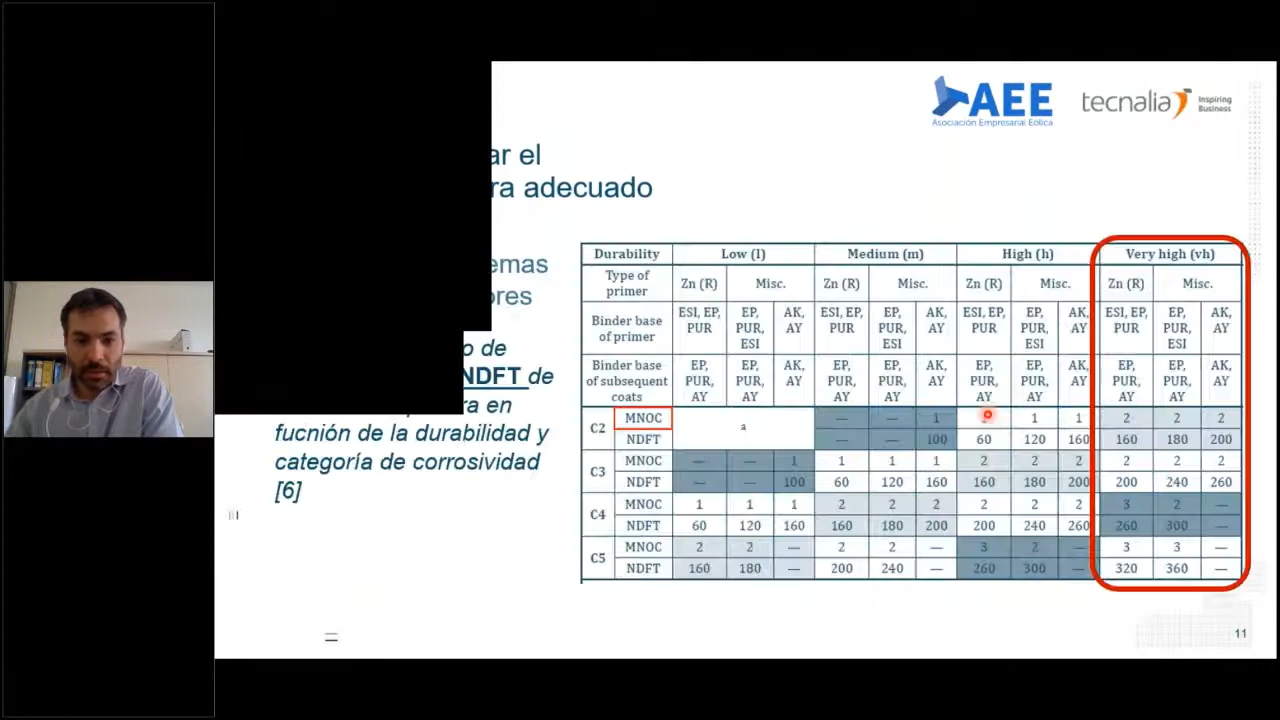 AEE
Asociación Empresarial Eólica
tecnalia Inspiring Business
ar el
ra adecuado
emas
ores
o de
NDFT de
ra en
fucnión de la durabilidad y
categoría de corrosividad
[6]
Durability Low (l) Medium (m) High (h) Very high (vh)
Type of primer Zn (R) Misc. Zn (R) Misc. Zn (R) Misc. Zn (R) Misc.
Binder base of primer ESI, EP, PUR EP, PUR, ESI AK, AY ESI, EP, PUR EP, PUR, ESI AK, AY ESI, EP, PUR EP, PUR, ESI AK, AY ESI, EP, PUR EP, PUR, ESI AK, AY
Binder base of subsequent coats EP, PUR, AY EP, PUR, AY AK, AY EP, PUR, AY EP, PUR, AY AK, AY EP, PUR, AY EP, PUR, AY AK, AY EP, PUR, AY EP, PUR, AY AK, AY
C2 MNOC a — — 1 1 1 2 2 2
NDFT — — 100 60 120 160 160 180 200
C3 MNOC — — 1 1 1 1 2 2 2 2 2 2
NDFT — — 100 60 120 160 160 180 200 200 240 260
C4 MNOC 1 1 1 2 2 2 2 2 2 3 2 —
NDFT 60 120 160 160 180 200 200 240 260 260 300 —
C5 MNOC 2 2 — 2 2 — 3 2 — 3 3 —
NDFT 160 180 — 200 240 — 260 300 — 320 360 —
11